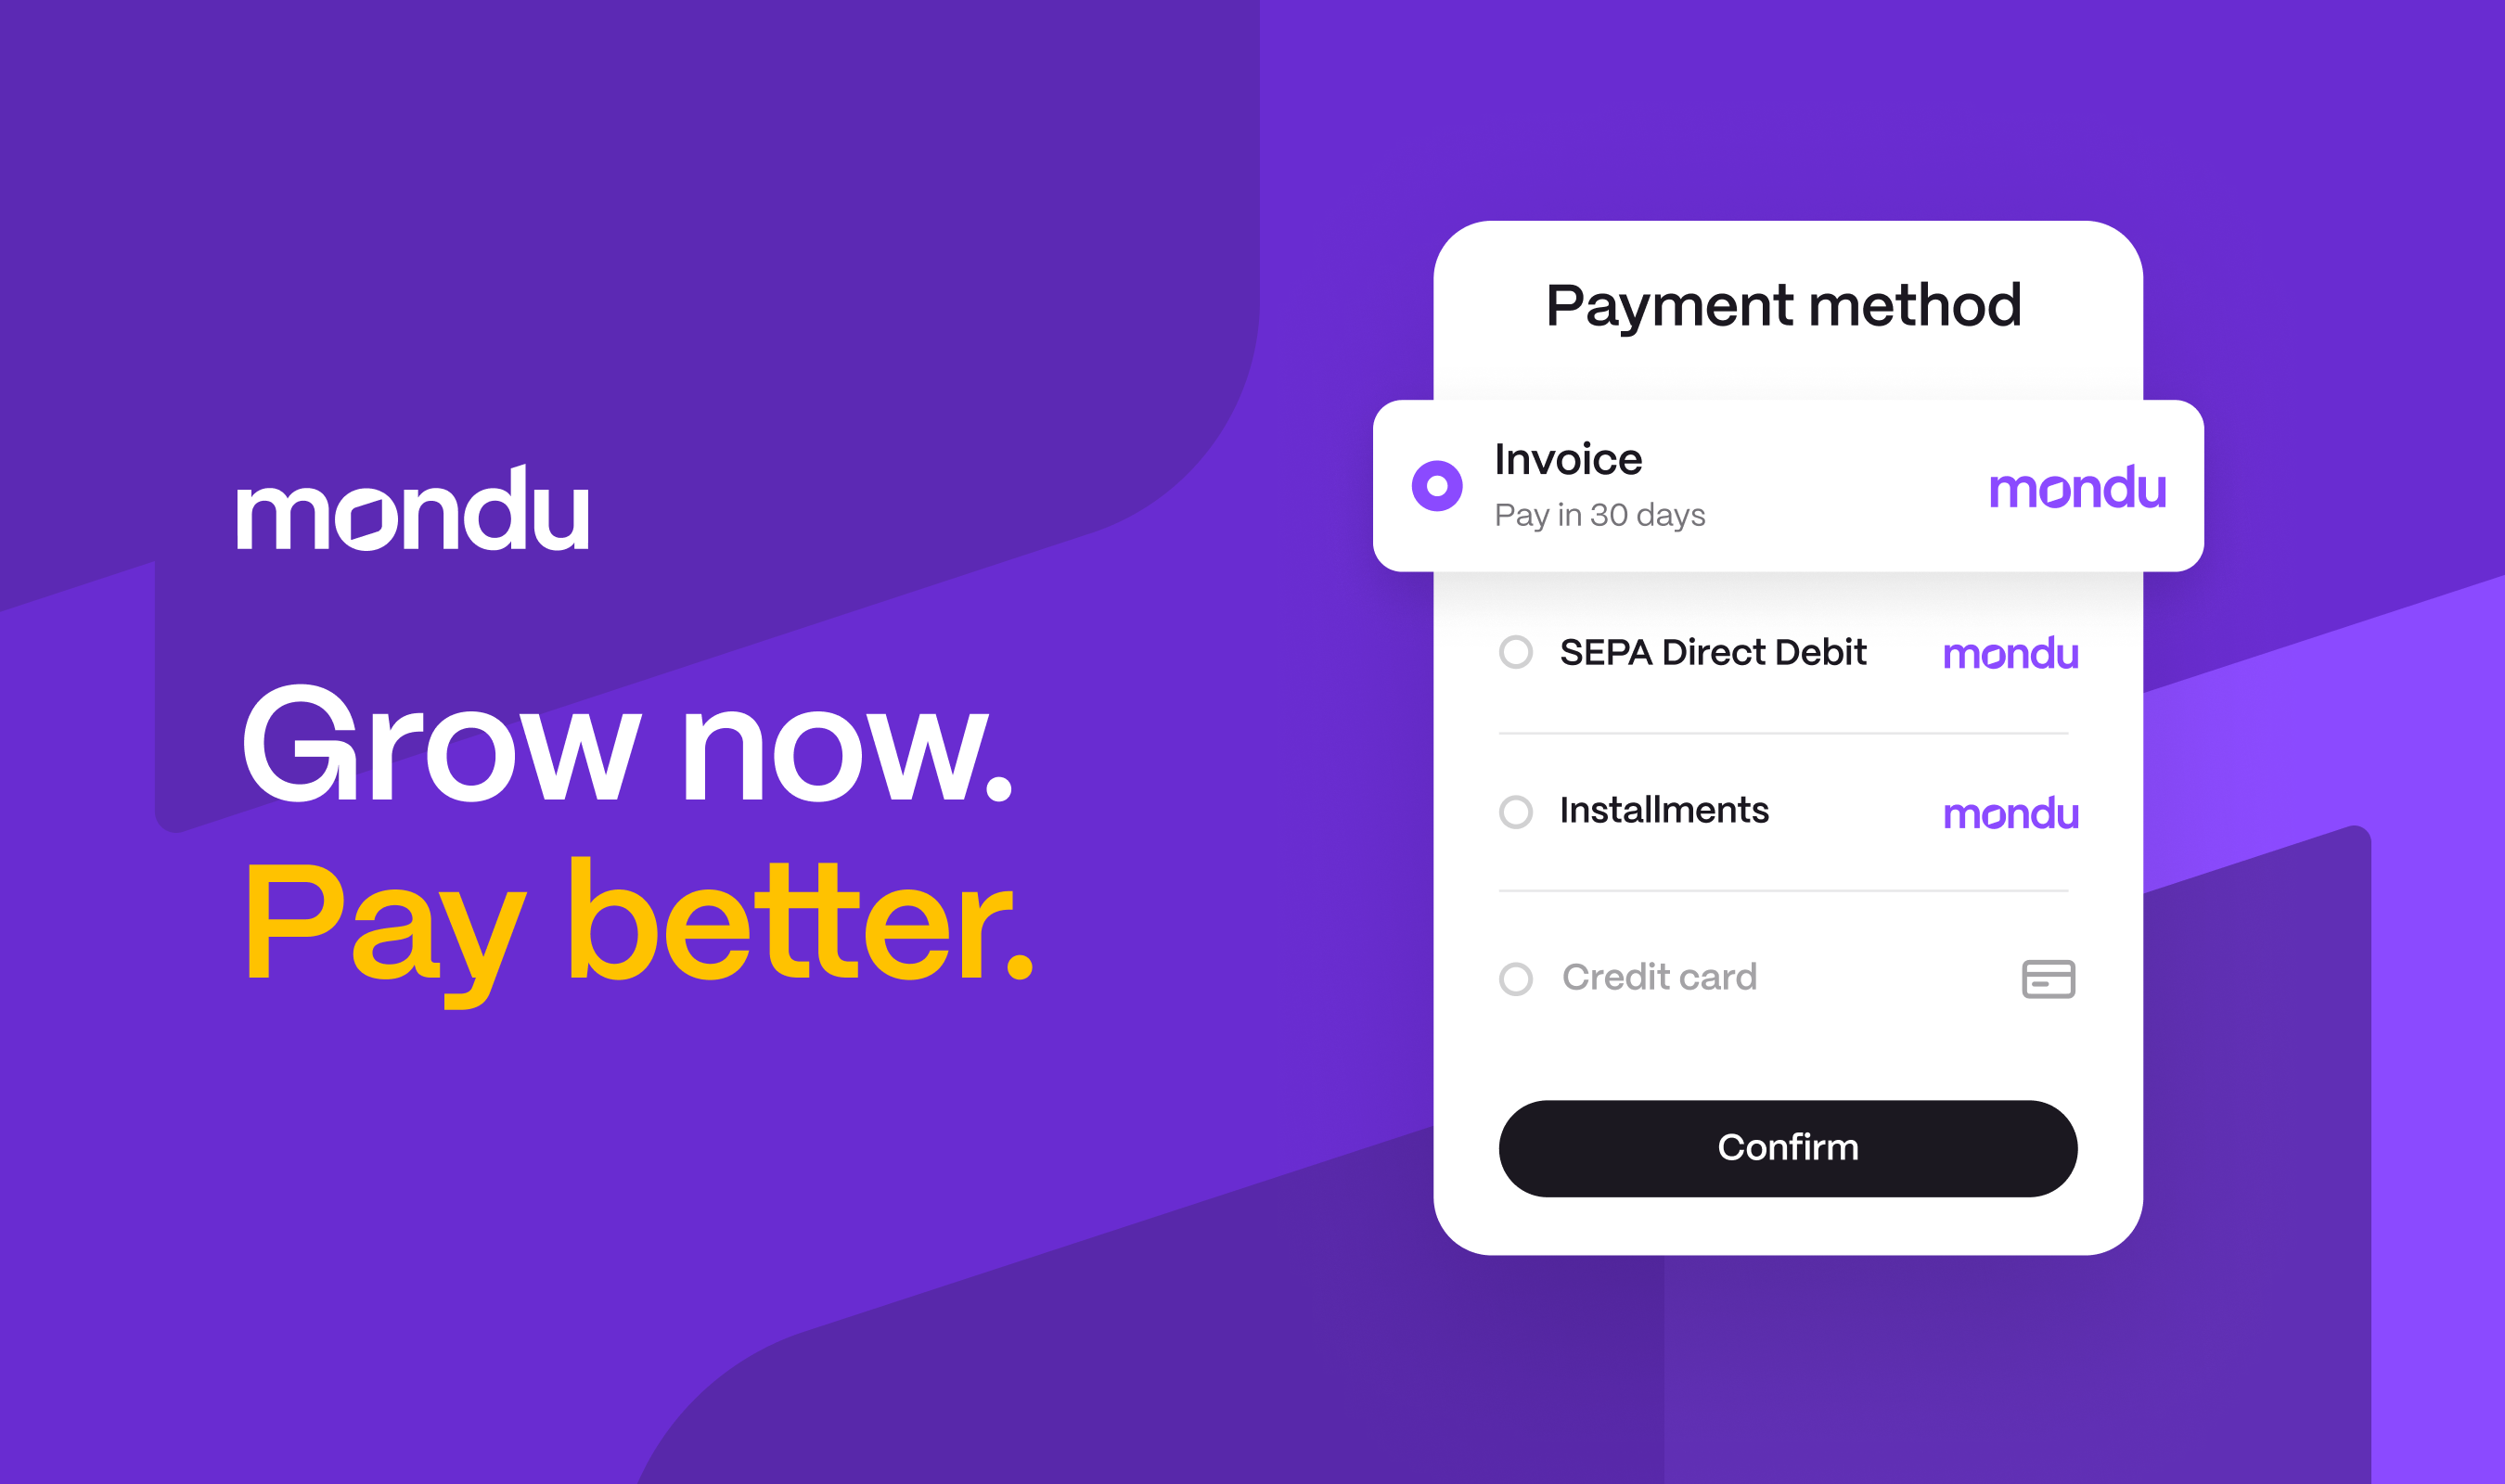 mondu
Grow now.
Pay better.
Payment method
Invoice
Pay in 30 days
mondu
SEPA Direct Debit
mondu
Installments
mondu
Credit card
Confirm